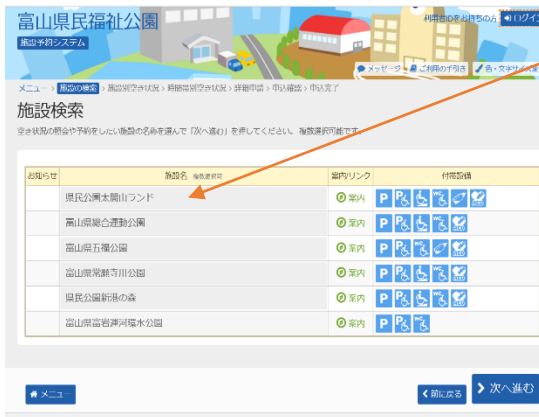 富山県民福祉公園
施設予約システム
利用者IDをお持ちの方 ログイン
メッセージ ご利用の手引き 色・文字サイズ変
メニュー > 施設の検索 > 施設別空き状況 > 時間帯別空き状況 > 詳細申請 > 申込確認 > 申込完了
施設検索
空き状況の照会や予約をしたい施設の名称を選んで「次へ進む」を押してください。 複数選択可能です。
お知らせ 施設名 複数選択可 案内/リンク 付帯設備
県民公園太閤山ランド 案内
富山県総合運動公園 案内
富山県五福公園 案内
富山県常願寺川公園 案内
県民公園新港の森 案内
富山県富岩運河環水公園 案内
メニュー 前に戻る 次へ進む